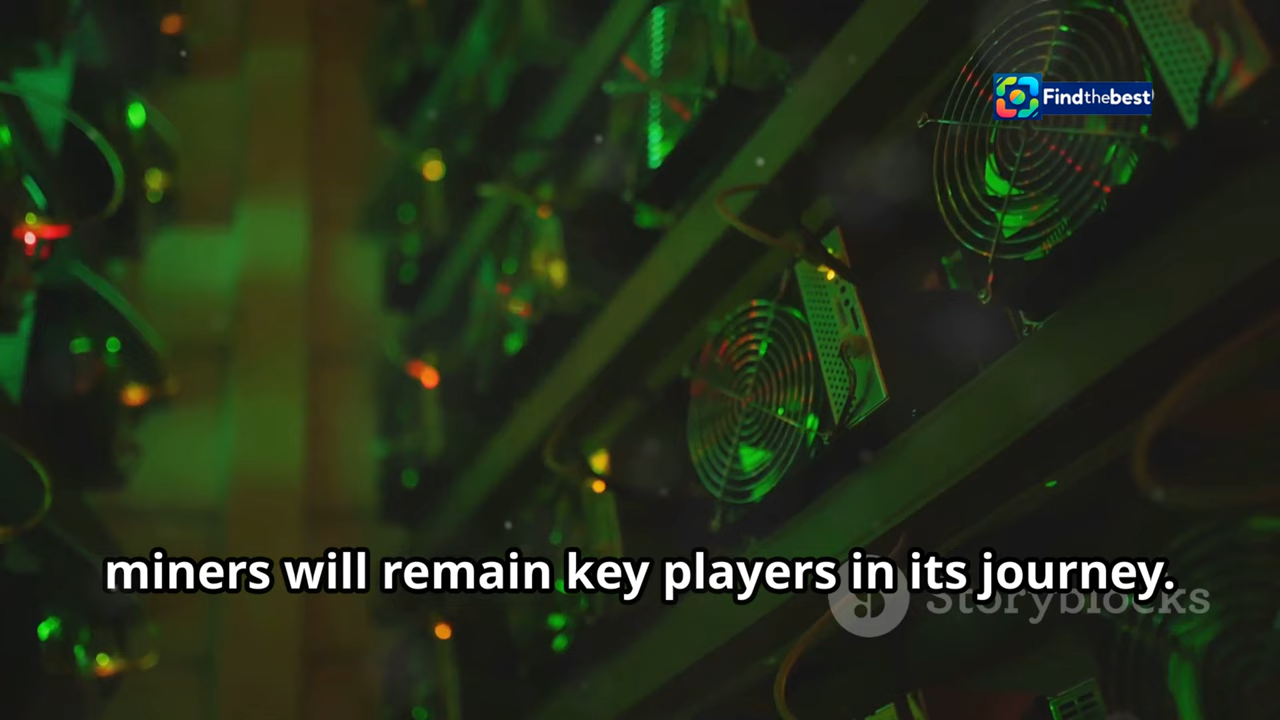 Findthebest
miners will remain key players in its journey.
Storyblocks